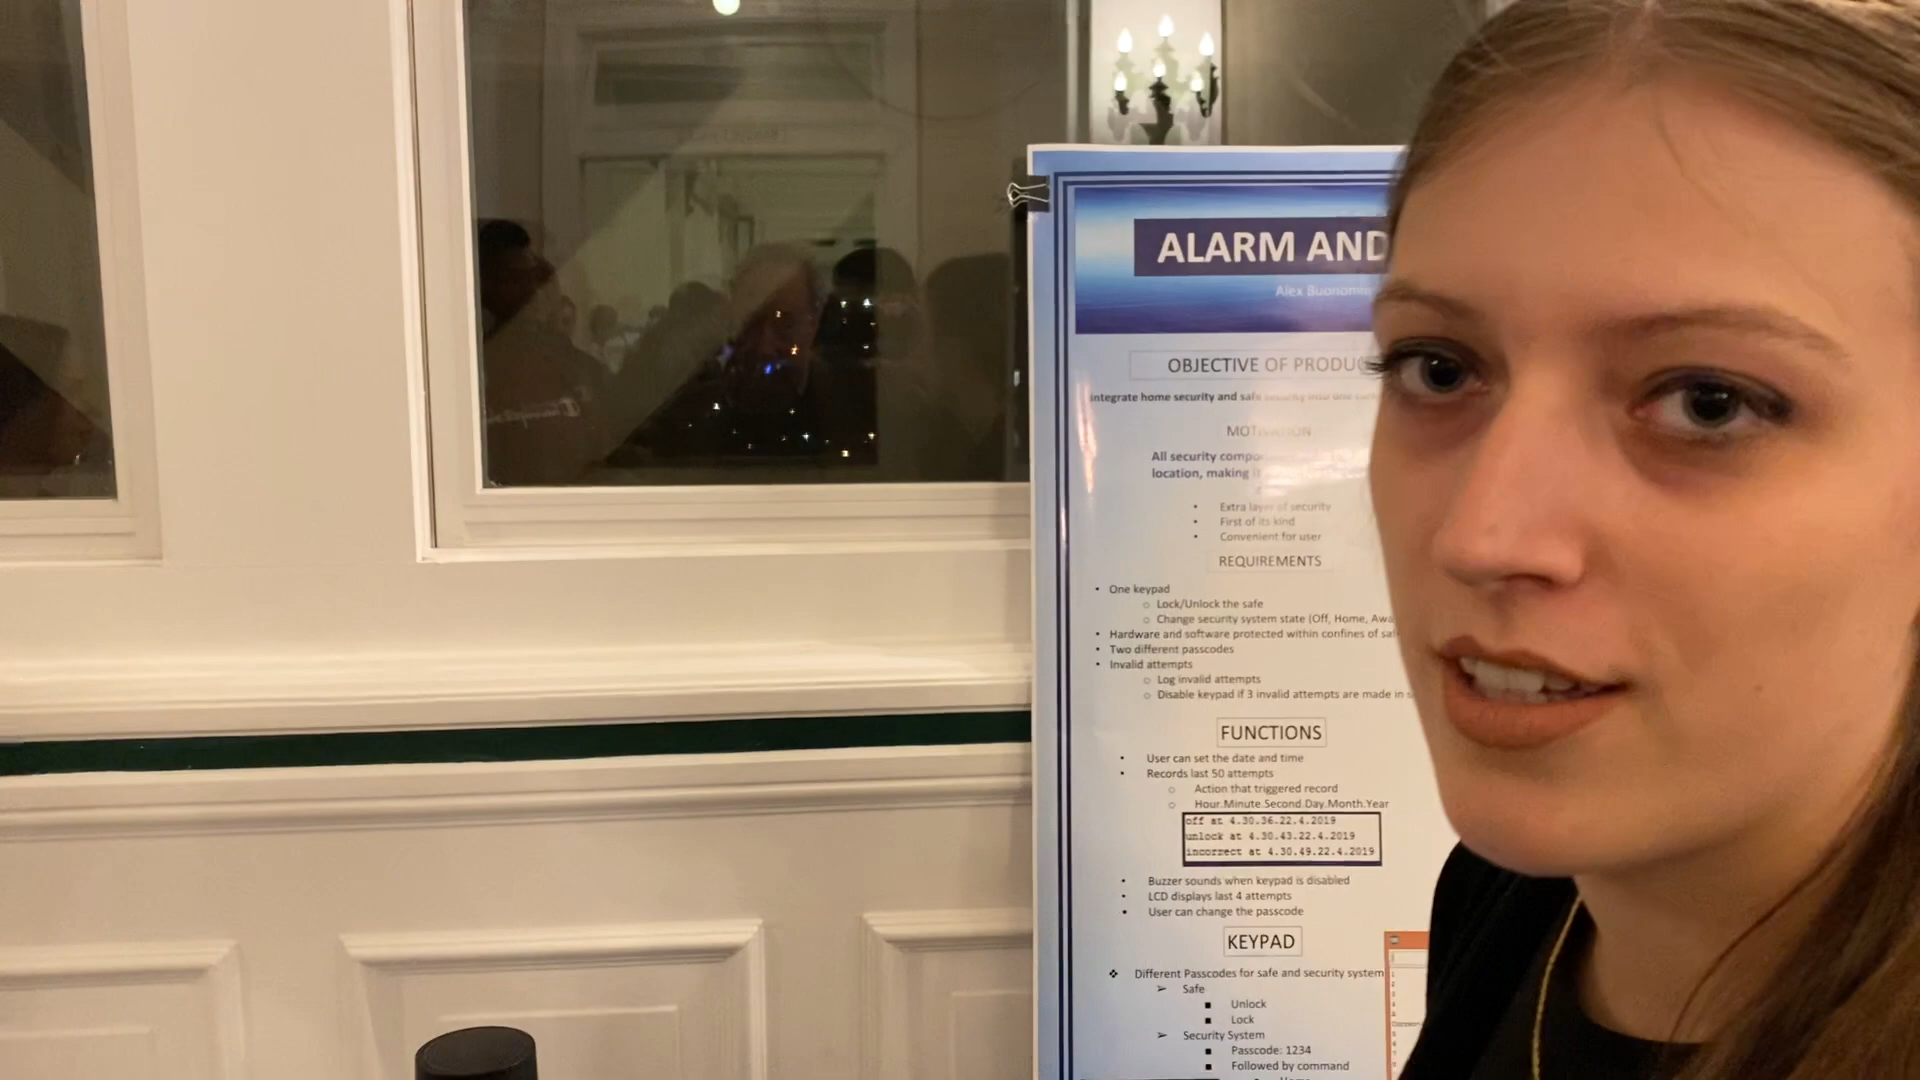 ALARM AND
Alex Buonomo
OBJECTIVE OF PRODUC
integrate home security and safe security into one
MOTIVATION
All security compo
location, making it
Extra layer of security
First of its kind
Convenient for user
REQUIREMENTS
• One keypad
○ Lock/Unlock the safe
○ Change security system state (Off, Home, Awa
• Hardware and software protected within confines of saf
• Two different passcodes
• Invalid attempts
○ Log invalid attempts
○ Disable keypad if 3 invalid attempts are made in
FUNCTIONS
• User can set the date and time
• Records last 50 attempts
○ Action that triggered record
○ Hour.Minute.Second.Day.Month.Year
off at 4.30.36.22.4.2019
unlock at 4.30.43.22.4.2019
incorrect at 4.30.49.22.4.2019
• Buzzer sounds when keypad is disabled
• LCD displays last 4 attempts
• User can change the passcode
KEYPAD
❖ Different Passcodes for safe and security system
➢ Safe
■ Unlock
■ Lock
➢ Security System
■ Passcode: 1234
■ Followed by command